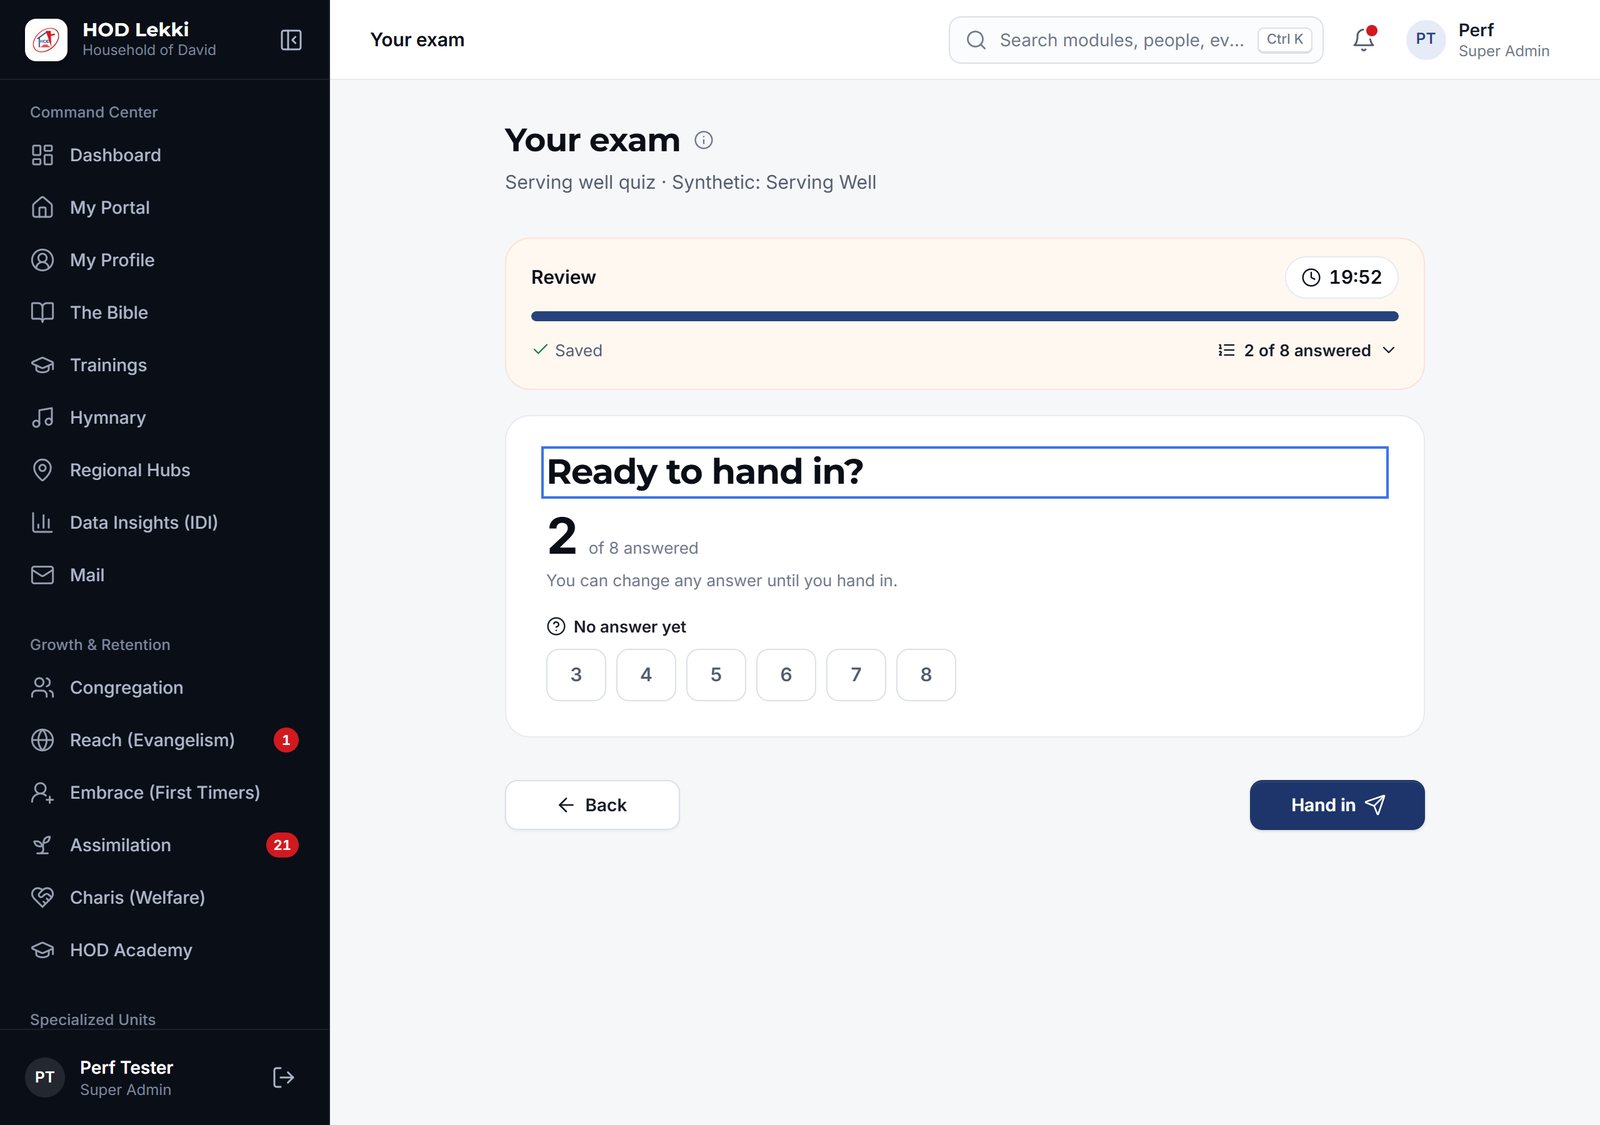 HOD Lekki
Household of David
Command Center
Dashboard
My Portal
My Profile
The Bible
Trainings
Hymnary
Regional Hubs
Data Insights (IDI)
Mail
Growth & Retention
Congregation
Reach (Evangelism) 1
Embrace (First Timers)
Assimilation 21
Charis (Welfare)
HOD Academy
Specialized Units
PT
Perf Tester
Super Admin
Your exam
Search modules, people, ev... Ctrl K
PT
Perf
Super Admin
Your exam
Serving well quiz · Synthetic: Serving Well
Review 19:52
Saved 2 of 8 answered
Ready to hand in?
2 of 8 answered
You can change any answer until you hand in.
No answer yet
3 4 5 6 7 8
Back Hand in